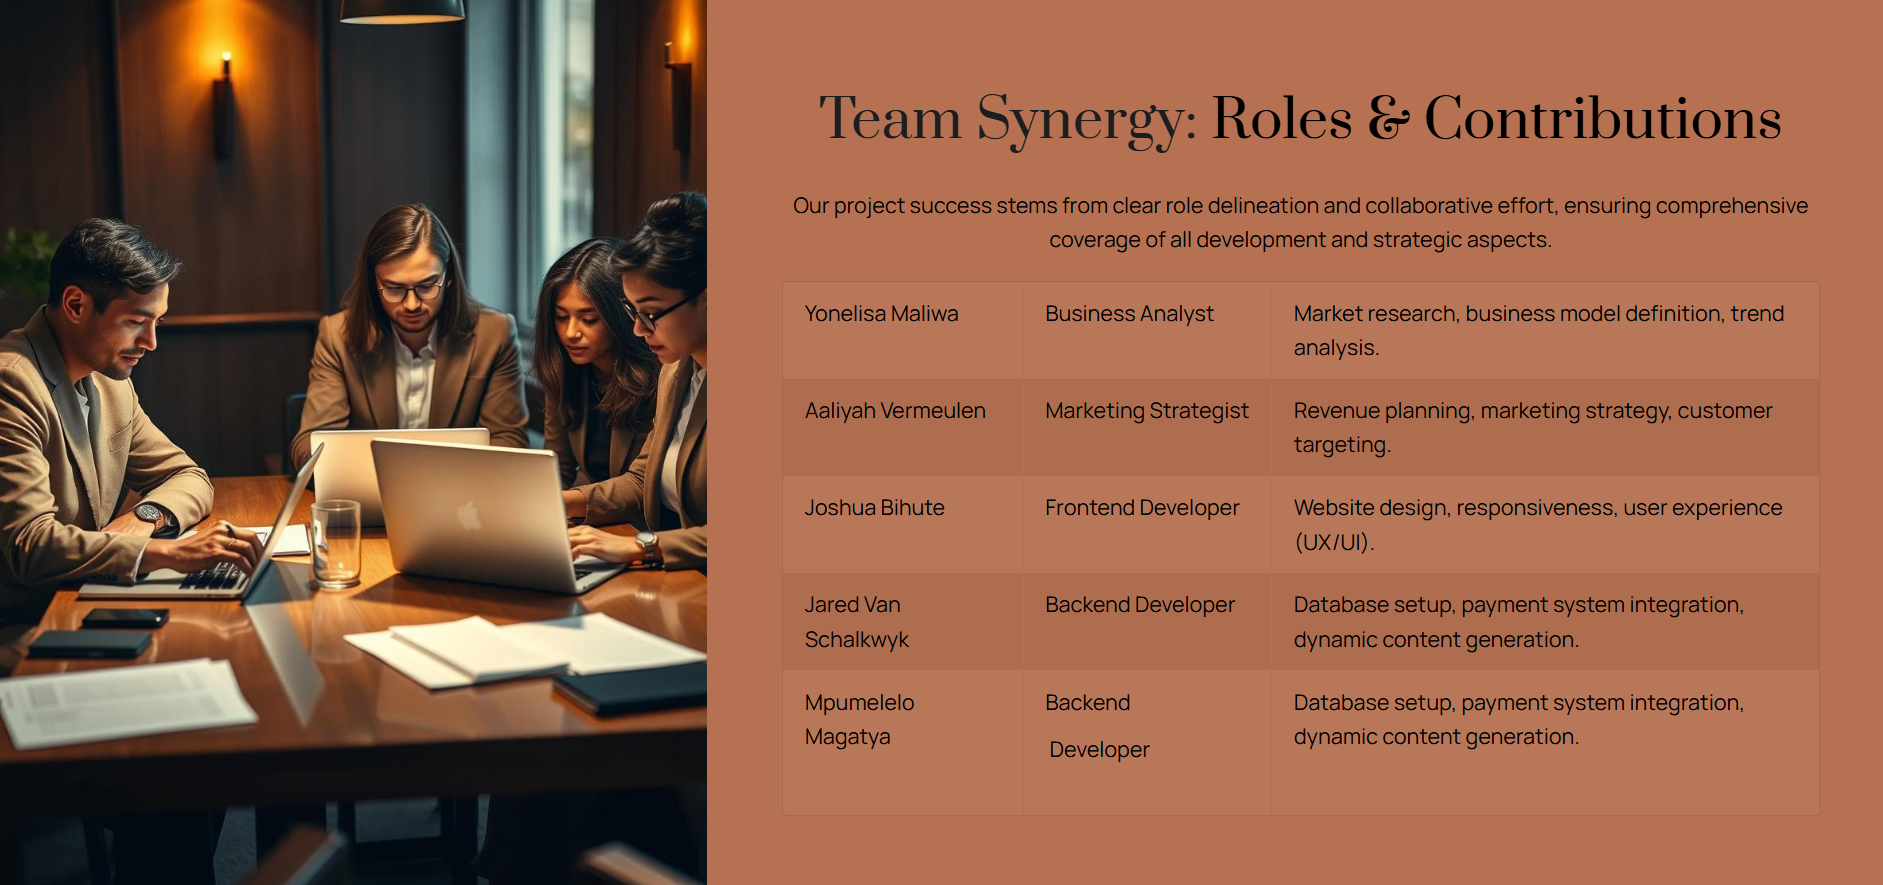 Team Synergy: Roles & Contributions
Our project success stems from clear role delineation and collaborative effort, ensuring comprehensive
coverage of all development and strategic aspects.
Yonelisa Maliwa
Business Analyst
Market research, business model definition, trend
analysis.
Aaliyah Vermeulen
Marketing Strategist
Revenue planning, marketing strategy, customer
targeting.
Joshua Bihute
Frontend Developer
Website design, responsiveness, user experience
(UX/UI).
Jared Van
Schalkwyk
Backend Developer
Database setup, payment system integration,
dynamic content generation.
Mpumelelo
Magatya
Backend
Developer
Database setup, payment system integration,
dynamic content generation.